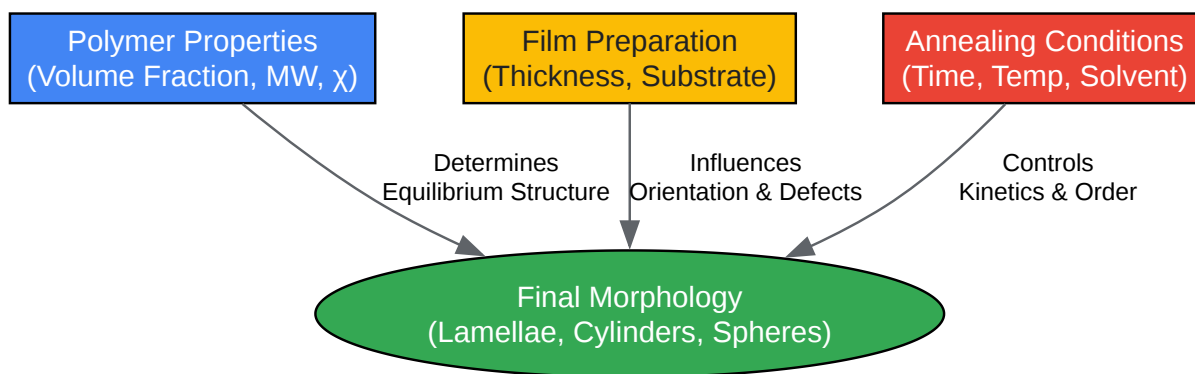 Polymer Properties
(Volume Fraction, MW, χ)
Film Preparation
(Thickness, Substrate)
Annealing Conditions
(Time, Temp, Solvent)
Determines
Equilibrium Structure
Influences
Orientation & Defects
Controls
Kinetics & Order
Final Morphology
(Lamellae, Cylinders, Spheres)